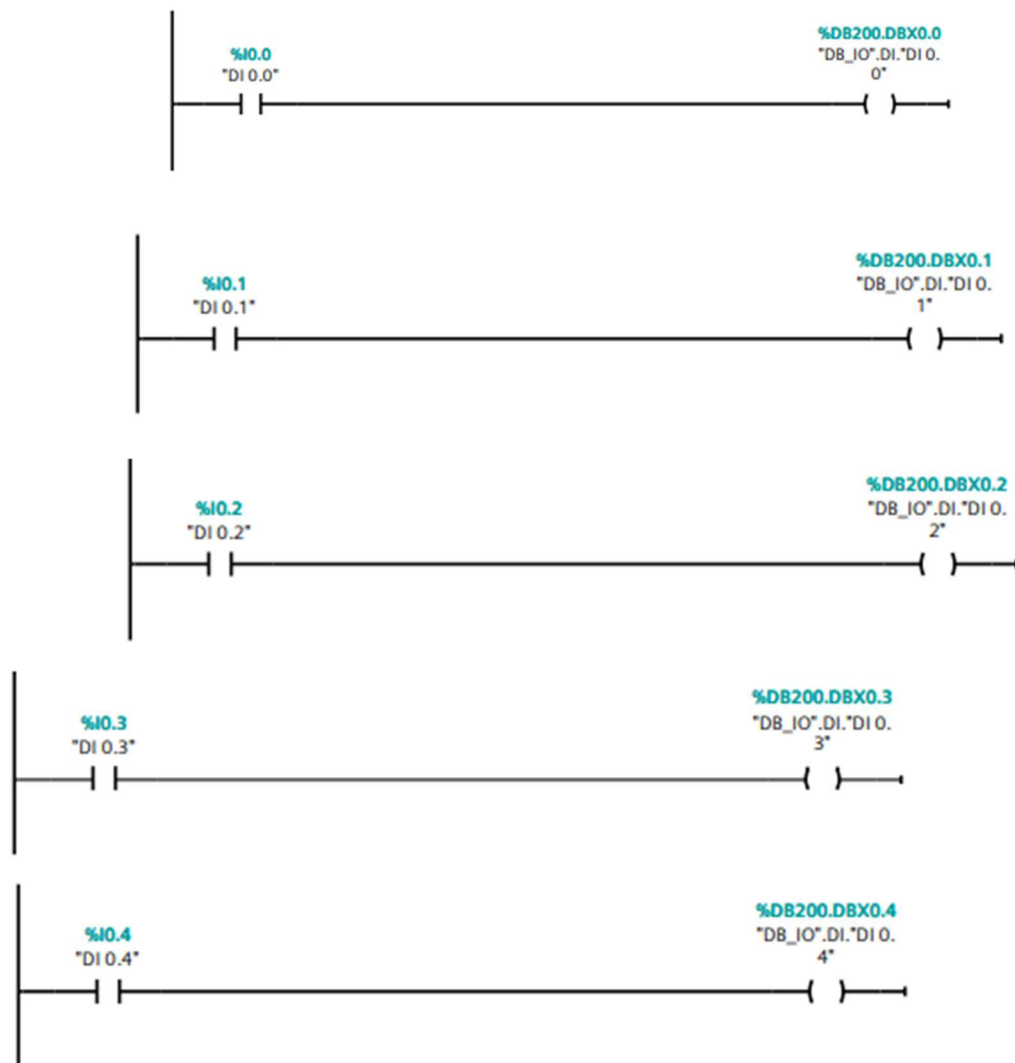 %DB200.DBX0.0
%I0.0
"DB_IO".DI."DI 0.
"DI 0.0"
0"
%DB200.DBX0.1
%I0.1
"DB_IO".DI."DI 0.
"DI 0.1"
1"
%DB200.DBX0.2
%I0.2
"DB_IO".DI."DI 0.
"DI 0.2"
2"
%DB200.DBX0.3
%I0.3
"DB_IO".DI."DI 0.
"DI 0.3"
3"
%DB200.DBX0.4
%I0.4
"DB_IO".DI."DI 0.
"DI 0.4"
4"